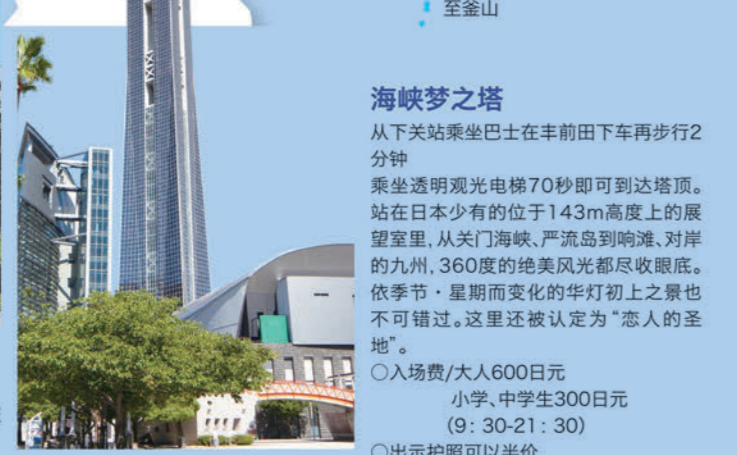 至釜山
海峡梦之塔
从下关站乘坐巴士在丰前田下车再步行2
分钟
乘坐透明观光电梯70秒即可到达塔顶。
站在日本少有的位于143m高度上的展
望室里,从关门海峡、严流岛到响滩、对岸
的九州,360度的绝美风光都尽收眼底。
依季节・星期而变化的华灯初上之景也
不可错过。这里还被认定为“恋人的圣
地”。
○入场费/大人600日元
小学、中学生300日元
(9:30-21:30)
○出示护照可以半价